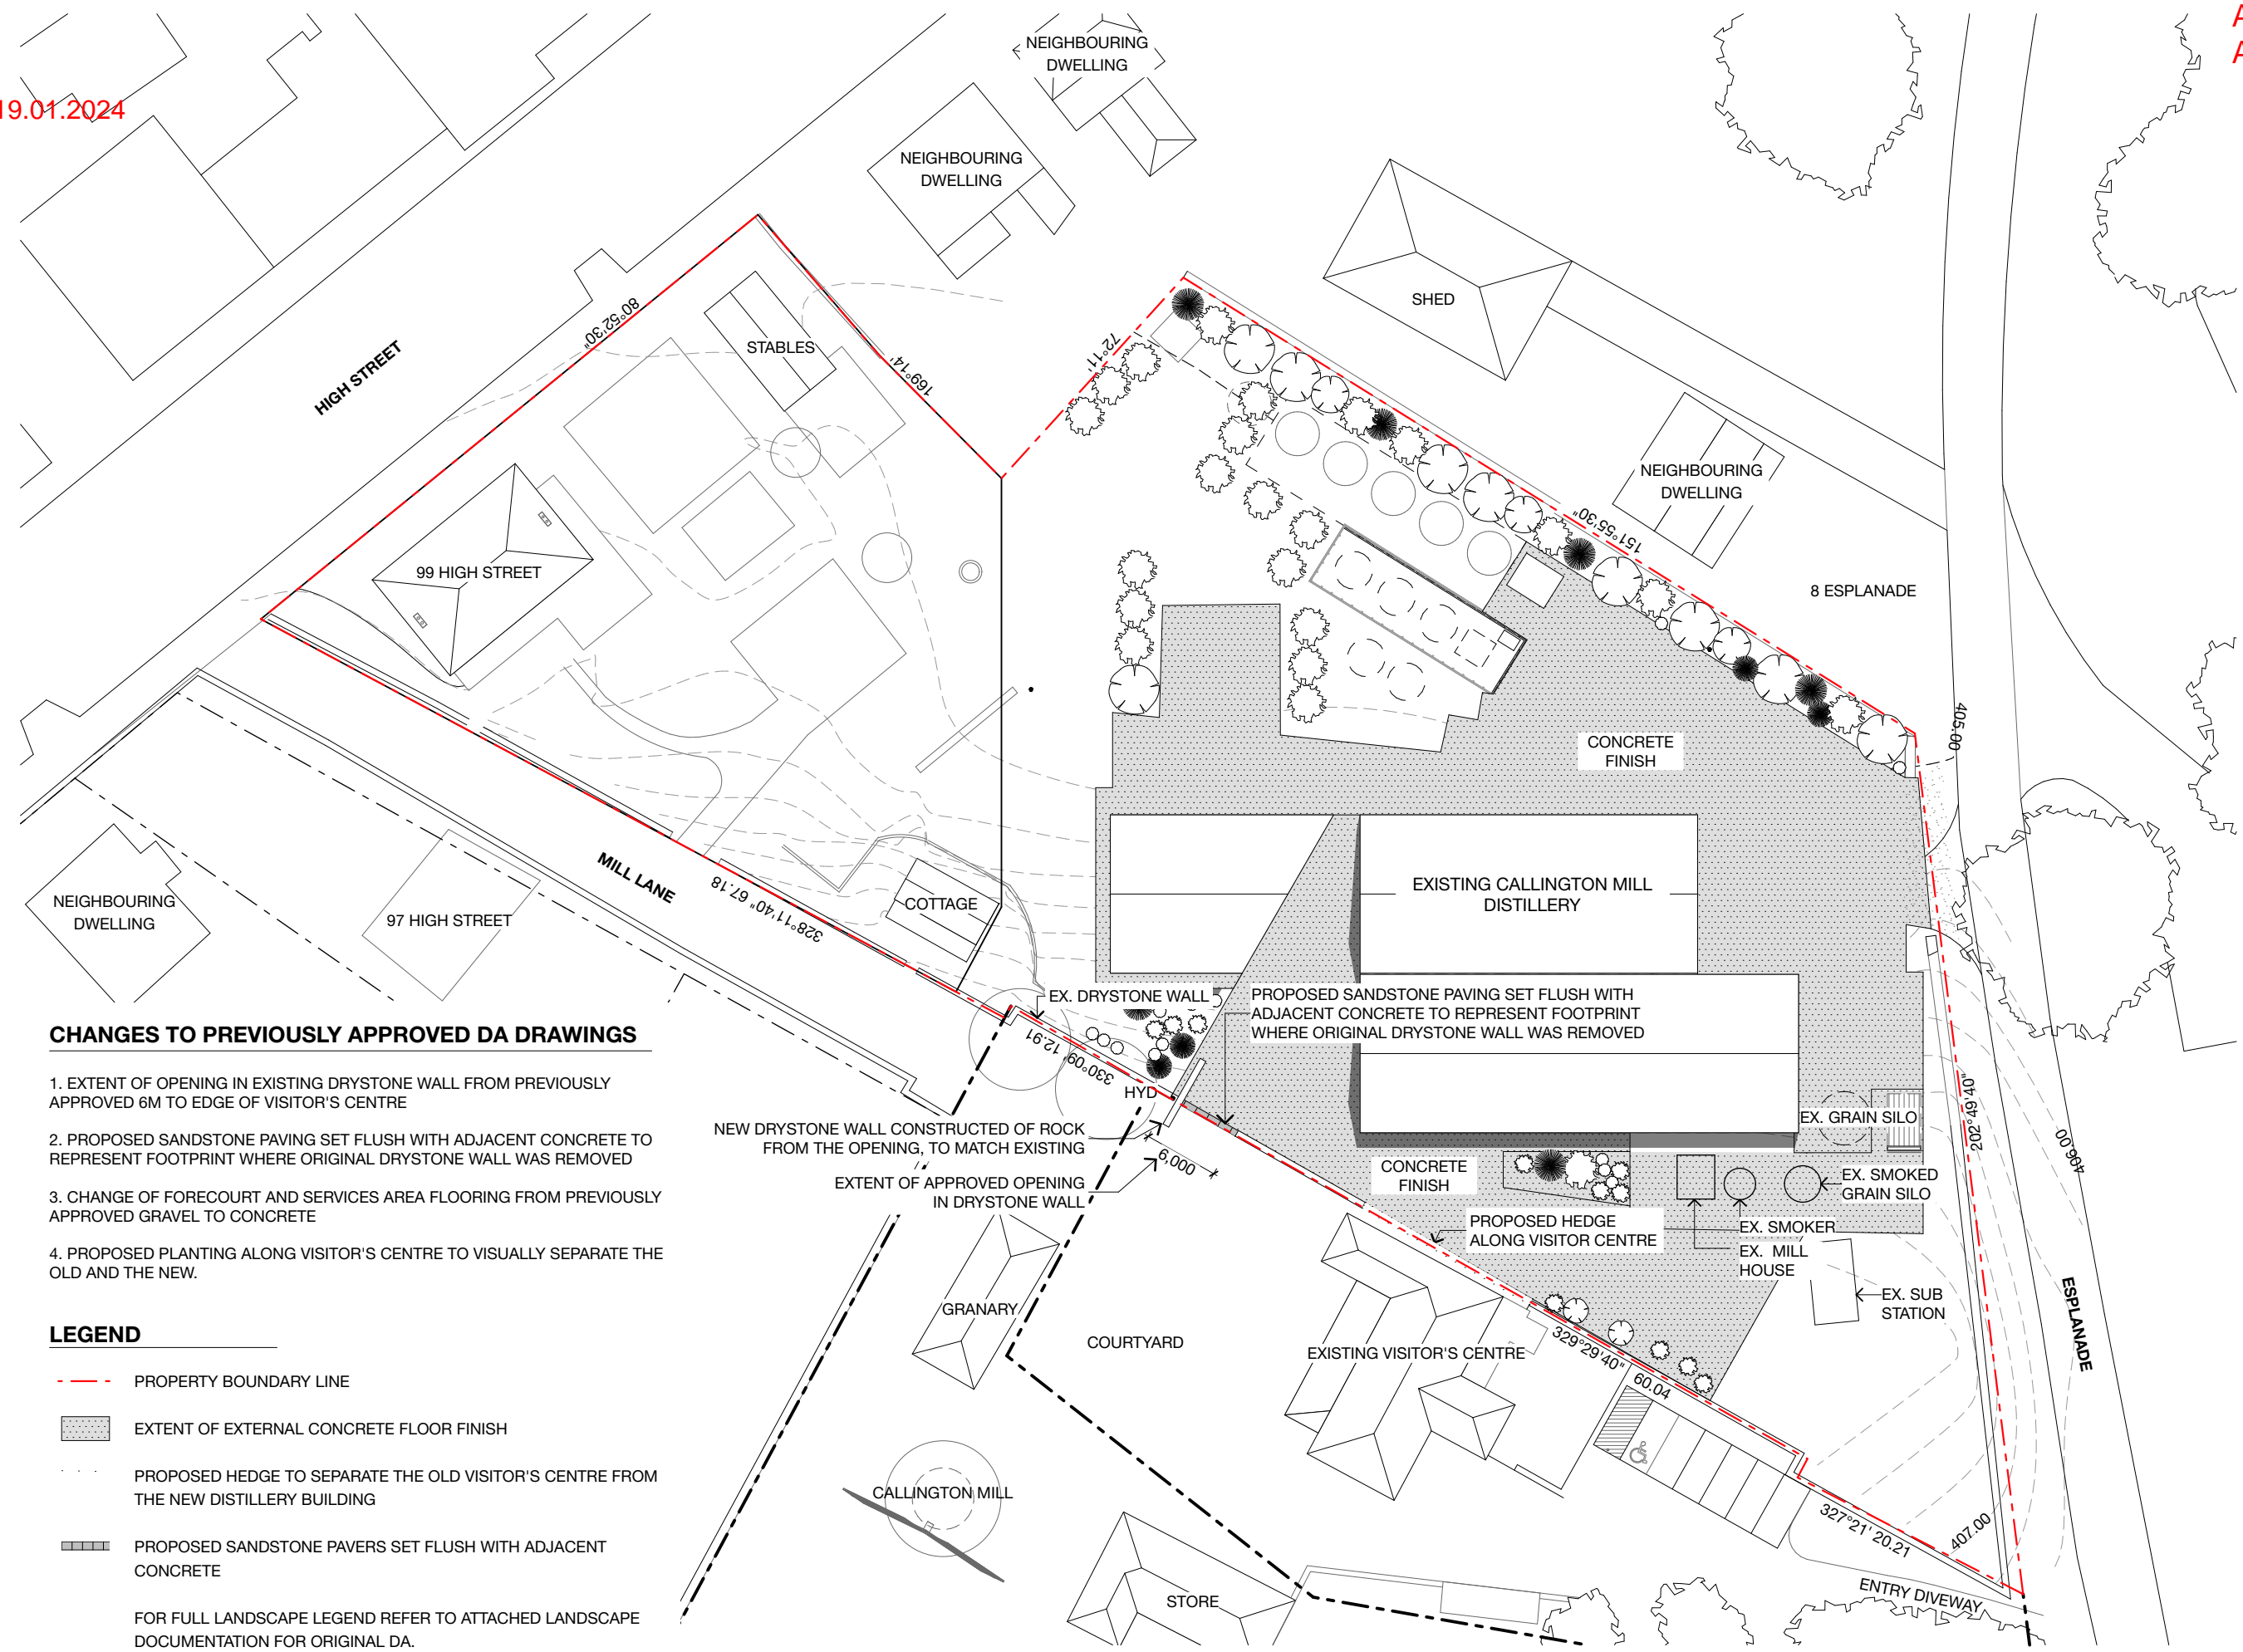 A
A
19.01.2024
NEIGHBOURING
DWELLING
NEIGHBOURING
DWELLING
SHED
HIGH STREET
80°52'30"
STABLES
169°14'
72°11'
NEIGHBOURING
DWELLING
151°55'30"
8 ESPLANADE
99 HIGH STREET
405.00
CONCRETE
FINISH
MILL LANE
328°11'40" 67.18
COTTAGE
EXISTING CALLINGTON MILL
DISTILLERY
NEIGHBOURING
DWELLING
97 HIGH STREET
EX. DRYSTONE WALL
PROPOSED SANDSTONE PAVING SET FLUSH WITH
ADJACENT CONCRETE TO REPRESENT FOOTPRINT
WHERE ORIGINAL DRYSTONE WALL WAS REMOVED
330°09' 12.91
HYD
NEW DRYSTONE WALL CONSTRUCTED OF ROCK
FROM THE OPENING, TO MATCH EXISTING
EXTENT OF APPROVED OPENING
IN DRYSTONE WALL
6,000
CONCRETE
FINISH
EX. GRAIN SILO
202°49'40"
406.00
EX. SMOKED
GRAIN SILO
PROPOSED HEDGE
ALONG VISITOR CENTRE
EX. SMOKER
EX. MILL
HOUSE
EX. SUB
STATION
ESPLANADE
GRANARY
COURTYARD
EXISTING VISITOR'S CENTRE
329°29'40"
60.04
CALLINGTON MILL
STORE
327°21' 20.21
407.00
ENTRY DIVEWAY
CHANGES TO PREVIOUSLY APPROVED DA DRAWINGS
1. EXTENT OF OPENING IN EXISTING DRYSTONE WALL FROM PREVIOUSLY
APPROVED 6M TO EDGE OF VISITOR'S CENTRE
2. PROPOSED SANDSTONE PAVING SET FLUSH WITH ADJACENT CONCRETE TO
REPRESENT FOOTPRINT WHERE ORIGINAL DRYSTONE WALL WAS REMOVED
3. CHANGE OF FORECOURT AND SERVICES AREA FLOORING FROM PREVIOUSLY
APPROVED GRAVEL TO CONCRETE
4. PROPOSED PLANTING ALONG VISITOR'S CENTRE TO VISUALLY SEPARATE THE
OLD AND THE NEW.
LEGEND
PROPERTY BOUNDARY LINE
EXTENT OF EXTERNAL CONCRETE FLOOR FINISH
PROPOSED HEDGE TO SEPARATE THE OLD VISITOR'S CENTRE FROM
THE NEW DISTILLERY BUILDING
PROPOSED SANDSTONE PAVERS SET FLUSH WITH ADJACENT
CONCRETE
FOR FULL LANDSCAPE LEGEND REFER TO ATTACHED LANDSCAPE
DOCUMENTATION FOR ORIGINAL DA.